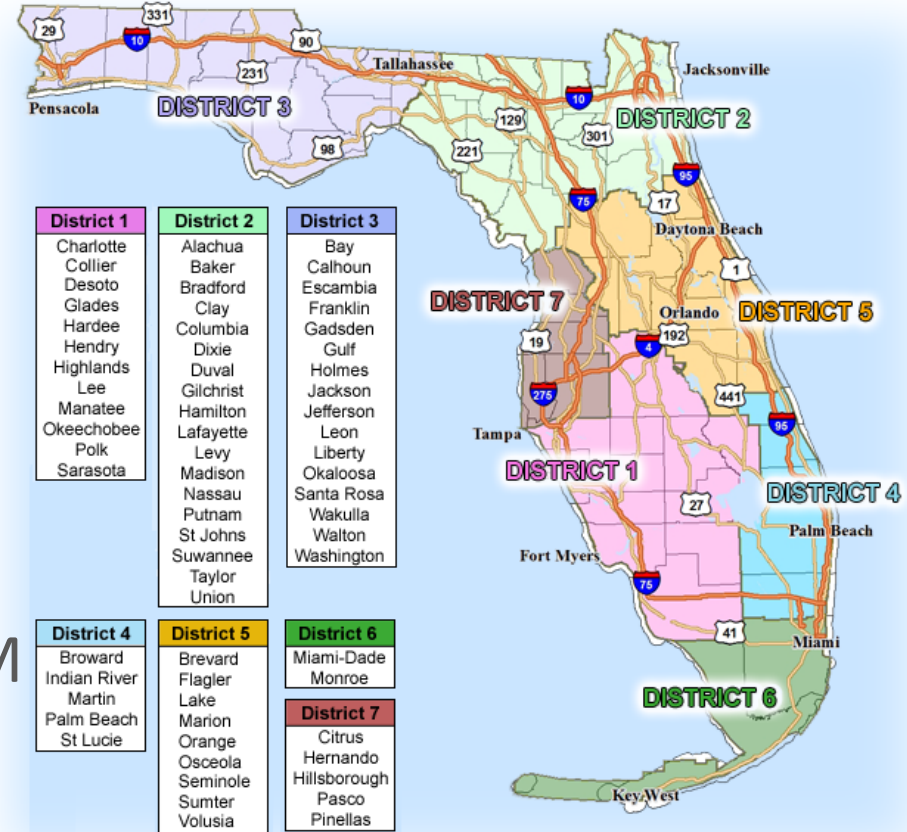 29
331
10
90
231
Tallahassee
Jacksonville
Pensacola
DISTRICT 3
98
10
129
301
DISTRICT 2
221
95
75
17
Daytona Beach
1
DISTRICT 7
Orlando
DISTRICT 5
19
4
192
275
441
95
Tampa
DISTRICT 1
DISTRICT 4
27
Palm Beach
Fort Myers
75
41
Miami
DISTRICT 6
Key West
District 1
Charlotte
Collier
Desoto
Glades
Hardee
Hendry
Highlands
Lee
Manatee
Okeechobee
Polk
Sarasota
District 2
Alachua
Baker
Bradford
Clay
Columbia
Dixie
Duval
Gilchrist
Hamilton
Lafayette
Levy
Madison
Nassau
Putnam
St Johns
Suwannee
Taylor
Union
District 3
Bay
Calhoun
Escambia
Franklin
Gadsden
Gulf
Holmes
Jackson
Jefferson
Leon
Liberty
Okaloosa
Santa Rosa
Wakulla
Walton
Washington
M
District 4
Broward
Indian River
Martin
Palm Beach
St Lucie
District 5
Brevard
Flagler
Lake
Marion
Orange
Osceola
Seminole
Sumter
Volusia
District 6
Miami-Dade
Monroe
District 7
Citrus
Hernando
Hillsborough
Pasco
Pinellas